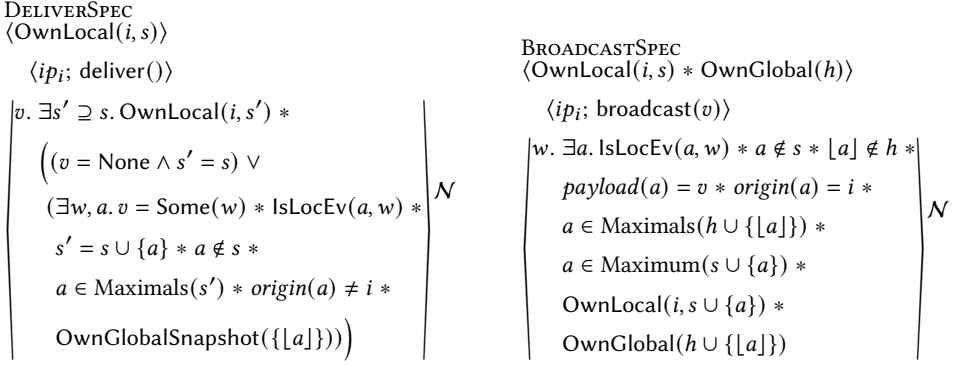 DELIVERSPEC
⟨OwnLocal(i, s)⟩
⟨ip_i; deliver()⟩
v. ∃s′ ⊇ s. OwnLocal(i, s′) ∗
((v = None ∧ s′ = s) ∨
(∃w, a. v = Some(w) ∗ IsLocEv(a, w) ∗
s′ = s ∪ {a} ∗ a ∉ s ∗
a ∈ Maximals(s′) ∗ origin(a) ≠ i ∗
OwnGlobalSnapshot({⌊a⌋})))
N
BROADCASTSPEC
⟨OwnLocal(i, s) ∗ OwnGlobal(h)⟩
⟨ip_i; broadcast(v)⟩
w. ∃a. IsLocEv(a, w) ∗ a ∉ s ∗ ⌊a⌋ ∉ h ∗
payload(a) = v ∗ origin(a) = i ∗
a ∈ Maximals(h ∪ {⌊a⌋}) ∗
a ∈ Maximum(s ∪ {a}) ∗
OwnLocal(i, s ∪ {a}) ∗
OwnGlobal(h ∪ {⌊a⌋})
N